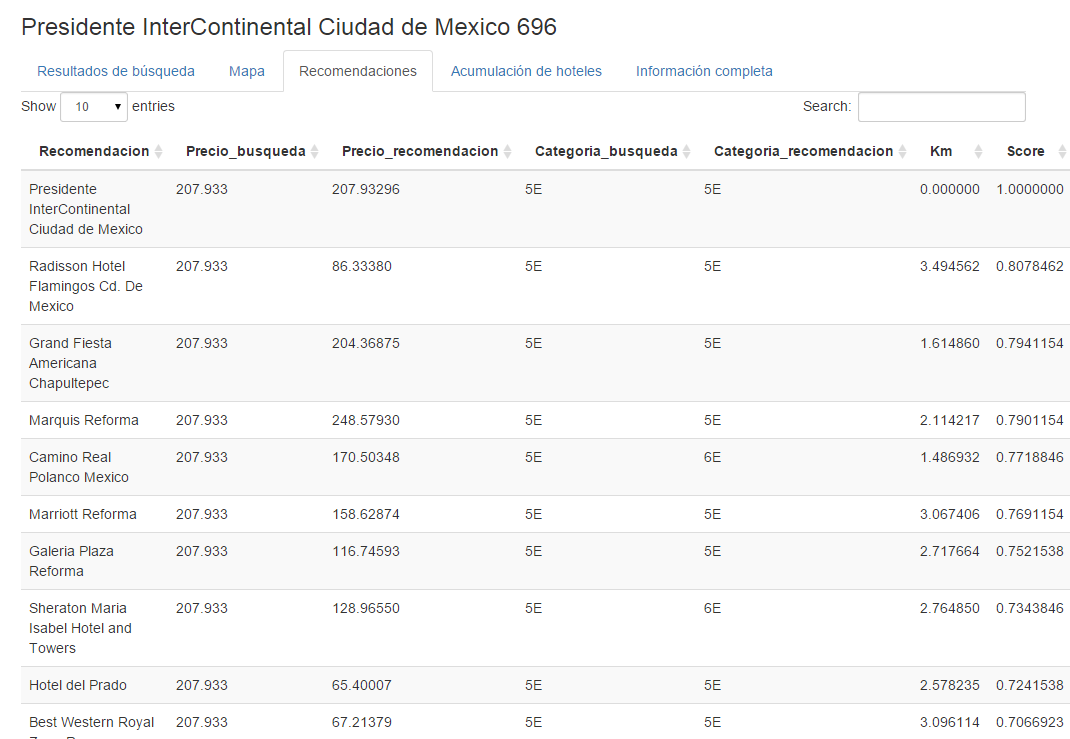 Presidente InterContinental Ciudad de Mexico 696
Resultados de búsqueda Mapa Recomendaciones Acumulación de hoteles Información completa
Show 10 entries Search:
Recomendacion Precio_busqueda Precio_recomendacion Categoria_busqueda Categoria_recomendacion Km Score
Presidente 207.933 207.93296 5E 5E 0.000000 1.0000000
InterContinental
Ciudad de Mexico
Radisson Hotel 207.933 86.33380 5E 5E 3.494562 0.8078462
Flamingos Cd. De
Mexico
Grand Fiesta 207.933 204.36875 5E 5E 1.614860 0.7941154
Americana
Chapultepec
Marquis Reforma 207.933 248.57930 5E 5E 2.114217 0.7901154
Camino Real 207.933 170.50348 5E 6E 1.486932 0.7718846
Polanco Mexico
Marriott Reforma 207.933 158.62874 5E 5E 3.067406 0.7691154
Galeria Plaza 207.933 116.74593 5E 5E 2.717664 0.7521538
Reforma
Sheraton Maria 207.933 128.96550 5E 6E 2.764850 0.7343846
Isabel Hotel and
Towers
Hotel del Prado 207.933 65.40007 5E 5E 2.578235 0.7241538
Best Western Royal 207.933 67.21379 5E 5E 3.096114 0.7066923